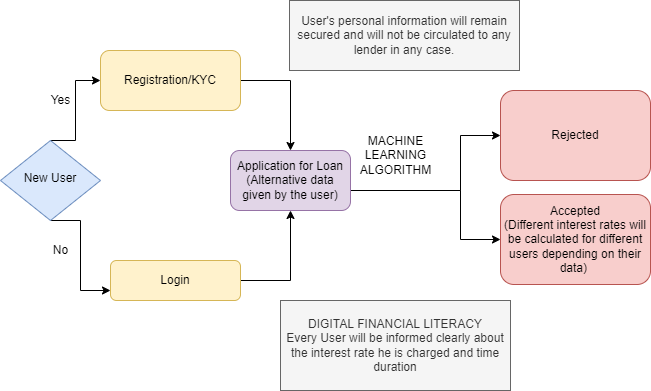 User's personal information will remain
secured and will not be circulated to any
lender in any case.
Registration/KYC
Yes
New User
No
Login
Application for Loan
(Alternative data
given by the user)
MACHINE
LEARNING
ALGORITHM
Rejected
Accepted
(Different interest rates will
be calculated for different
users depending on their
data)
DIGITAL FINANCIAL LITERACY
Every User will be informed clearly about
the interest rate he is charged and time
duration